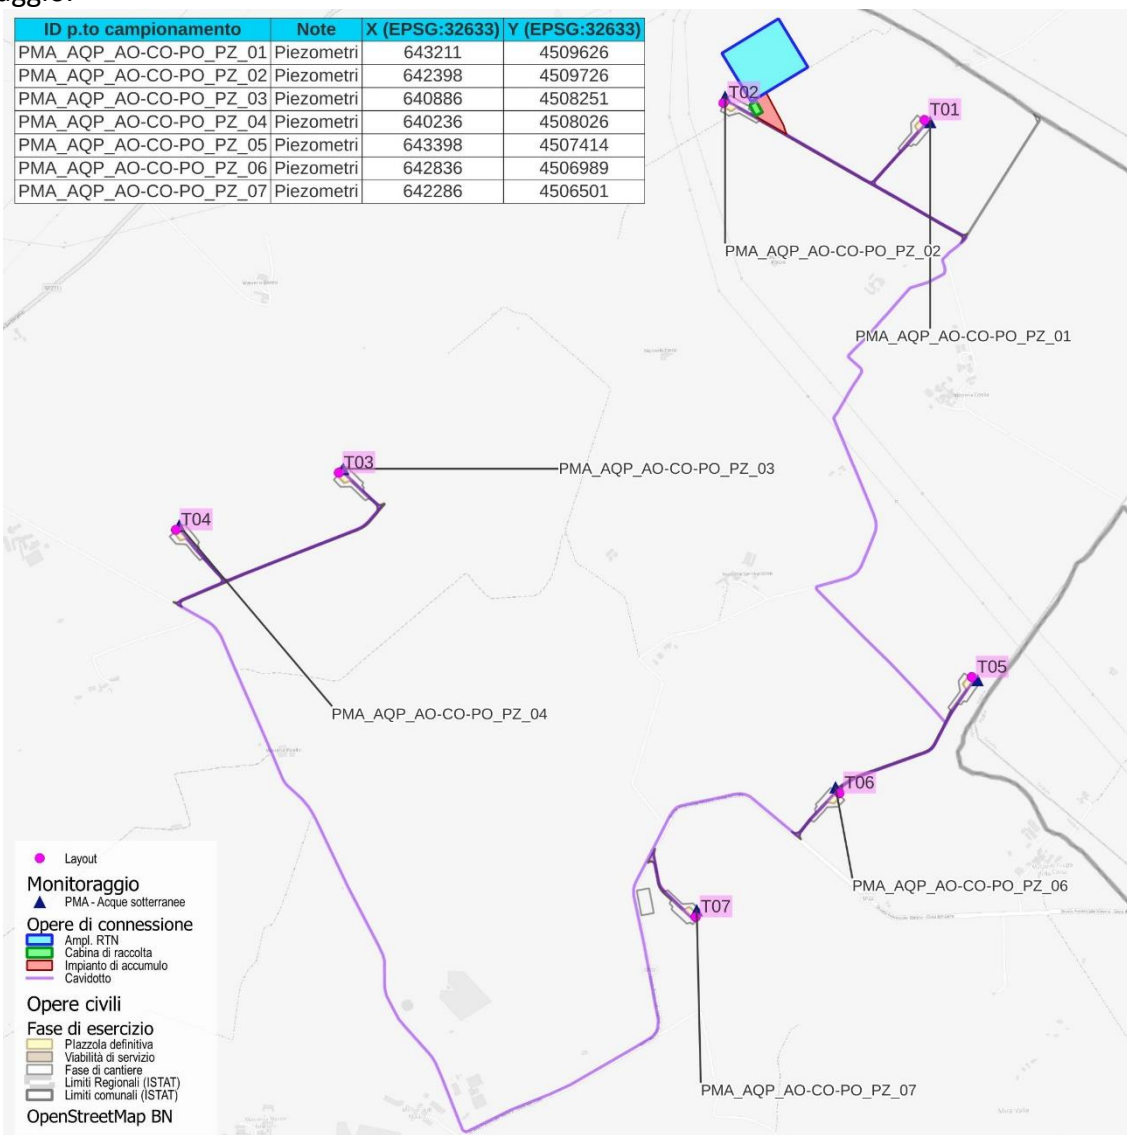 ID p.to campionamento Note X (EPSG:32633) Y (EPSG:32633)
PMA_AQP_AO-CO-PO_PZ_01 Piezometri 643211 4509626
PMA_AQP_AO-CO-PO_PZ_02 Piezometri 642398 4509726
PMA_AQP_AO-CO-PO_PZ_03 Piezometri 640886 4508251
PMA_AQP_AO-CO-PO_PZ_04 Piezometri 640236 4508026
PMA_AQP_AO-CO-PO_PZ_05 Piezometri 643398 4507414
PMA_AQP_AO-CO-PO_PZ_06 Piezometri 642836 4506989
PMA_AQP_AO-CO-PO_PZ_07 Piezometri 642286 4506501
T02
T01
PMA_AQP_AO-CO-PO_PZ_02
PMA_AQP_AO-CO-PO_PZ_01
T03
PMA_AQP_AO-CO-PO_PZ_03
T04
T05
PMA_AQP_AO-CO-PO_PZ_04
T06
PMA_AQP_AO-CO-PO_PZ_06
T07
PMA_AQP_AO-CO-PO_PZ_07
Layout
Monitoraggio
PMA - Acque sotterranee
Opere di connessione
Ampl. RTN
Cabina di raccolta
Impianto di accumulo
Cavidotto
Opere civili
Fase di esercizio
Plazzola definitiva
Viabilità di servizio
Fase di cantiere
Limiti Regionali (ISTAT)
Limiti comunali (ISTAT)
OpenStreetMap BN